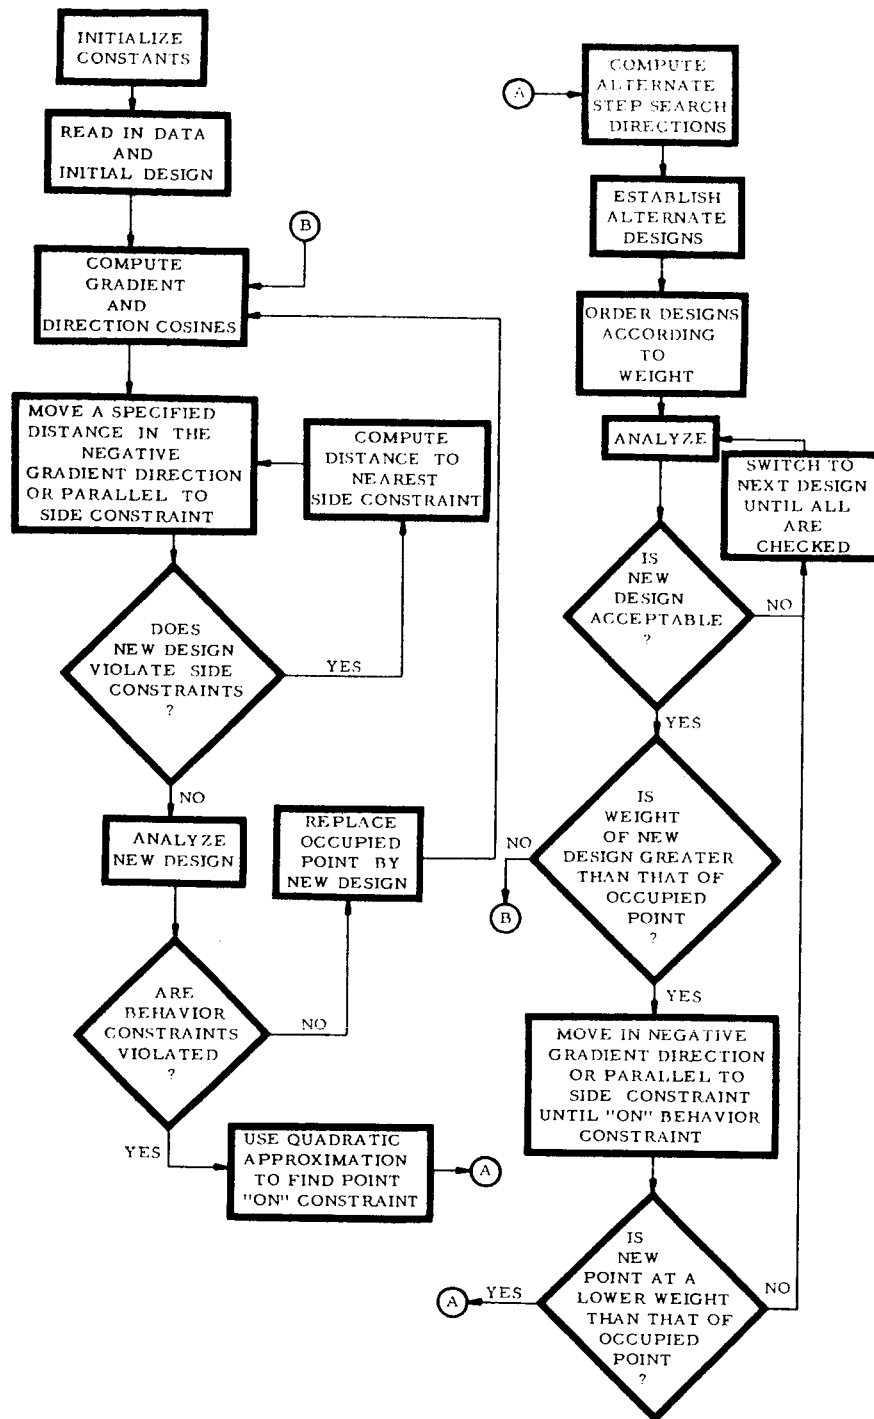 INITIALIZE
CONSTANTS
READ IN DATA
AND
INITIAL DESIGN
B
COMPUTE
GRADIENT
AND
DIRECTION COSINES
MOVE A SPECIFIED
DISTANCE IN THE
NEGATIVE
GRADIENT DIRECTION
OR PARALLEL TO
SIDE CONSTRAINT
COMPUTE
DISTANCE TO
NEAREST
SIDE CONSTRAINT
DOES
NEW DESIGN
VIOLATE SIDE
CONSTRAINTS
?
YES
NO
ANALYZE
NEW DESIGN
REPLACE
OCCUPIED
POINT BY
NEW DESIGN
ARE
BEHAVIOR
CONSTRAINTS
VIOLATED
?
NO
YES
USE QUADRATIC
APPROXIMATION
TO FIND POINT
"ON" CONSTRAINT
A
A
COMPUTE
ALTERNATE
STEP SEARCH
DIRECTIONS
ESTABLISH
ALTERNATE
DESIGNS
ORDER DESIGNS
ACCORDING
TO
WEIGHT
ANALYZE
SWITCH TO
NEXT DESIGN
UNTIL ALL
ARE
CHECKED
IS
NEW
DESIGN
ACCEPTABLE
?
NO
YES
IS
WEIGHT
OF NEW
DESIGN GREATER
THAN THAT OF
OCCUPIED
POINT
?
NO
B
YES
MOVE IN NEGATIVE
GRADIENT DIRECTION
OR PARALLEL TO
SIDE CONSTRAINT
UNTIL "ON" BEHAVIOR
CONSTRAINT
IS
NEW
POINT AT A
LOWER WEIGHT
THAN THAT OF
OCCUPIED
POINT
?
YES
A
NO